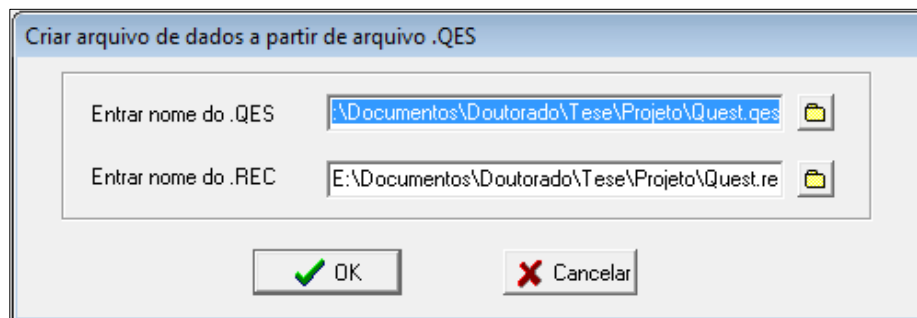 Criar arquivo de dados a partir de arquivo .QES
Entrar nome do .QES :\Documentos\Doutorado\Tese\Projeto\Quest.qes
Entrar nome do .REC E:\Documentos\Doutorado\Tese\Projeto\Quest.re
OK Cancelar